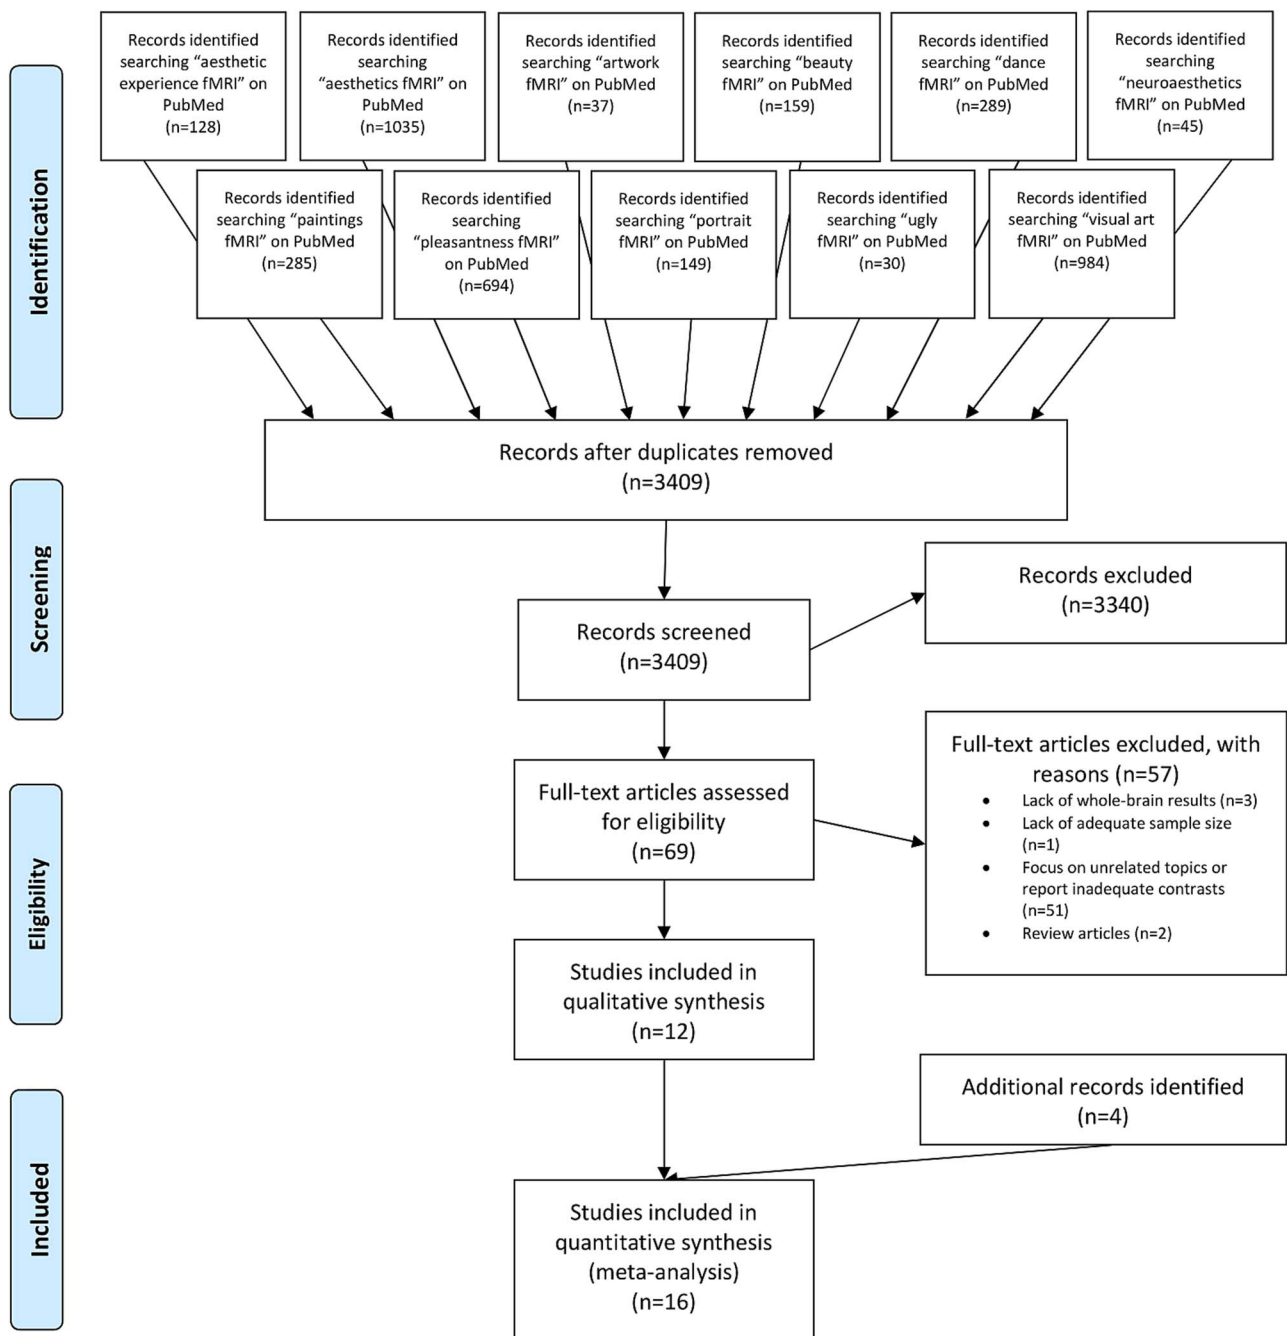 Identification
Records identified
searching “aesthetic
experience fMRI” on
PubMed
(n=128)
Records identified
searching
“aesthetics fMRI” on
PubMed
(n=1035)
Records identified
searching “artwork
fMRI” on PubMed
(n=37)
Records identified
searching “beauty
fMRI” on PubMed
(n=159)
Records identified
searching “dance
fMRI” on PubMed
(n=289)
Records identified
searching
“neuroaesthetics
fMRI” on PubMed
(n=45)
Records identified
searching “paintings
fMRI” on PubMed
(n=285)
Records identified
searching
“pleasantness fMRI”
on PubMed
(n=694)
Records identified
searching “portrait
fMRI” on PubMed
(n=149)
Records identified
searching “ugly
fMRI” on PubMed
(n=30)
Records identified
searching “visual art
fMRI” on PubMed
(n=984)
Records after duplicates removed
(n=3409)
Screening
Records screened
(n=3409)
Records excluded
(n=3340)
Eligibility
Full-text articles assessed
for eligibility
(n=69)
Full-text articles excluded, with
reasons (n=57)
• Lack of whole-brain results (n=3)
• Lack of adequate sample size
(n=1)
• Focus on unrelated topics or
report inadequate contrasts
(n=51)
• Review articles (n=2)
Studies included in
qualitative synthesis
(n=12)
Included
Additional records identified
(n=4)
Studies included in
quantitative synthesis
(meta-analysis)
(n=16)